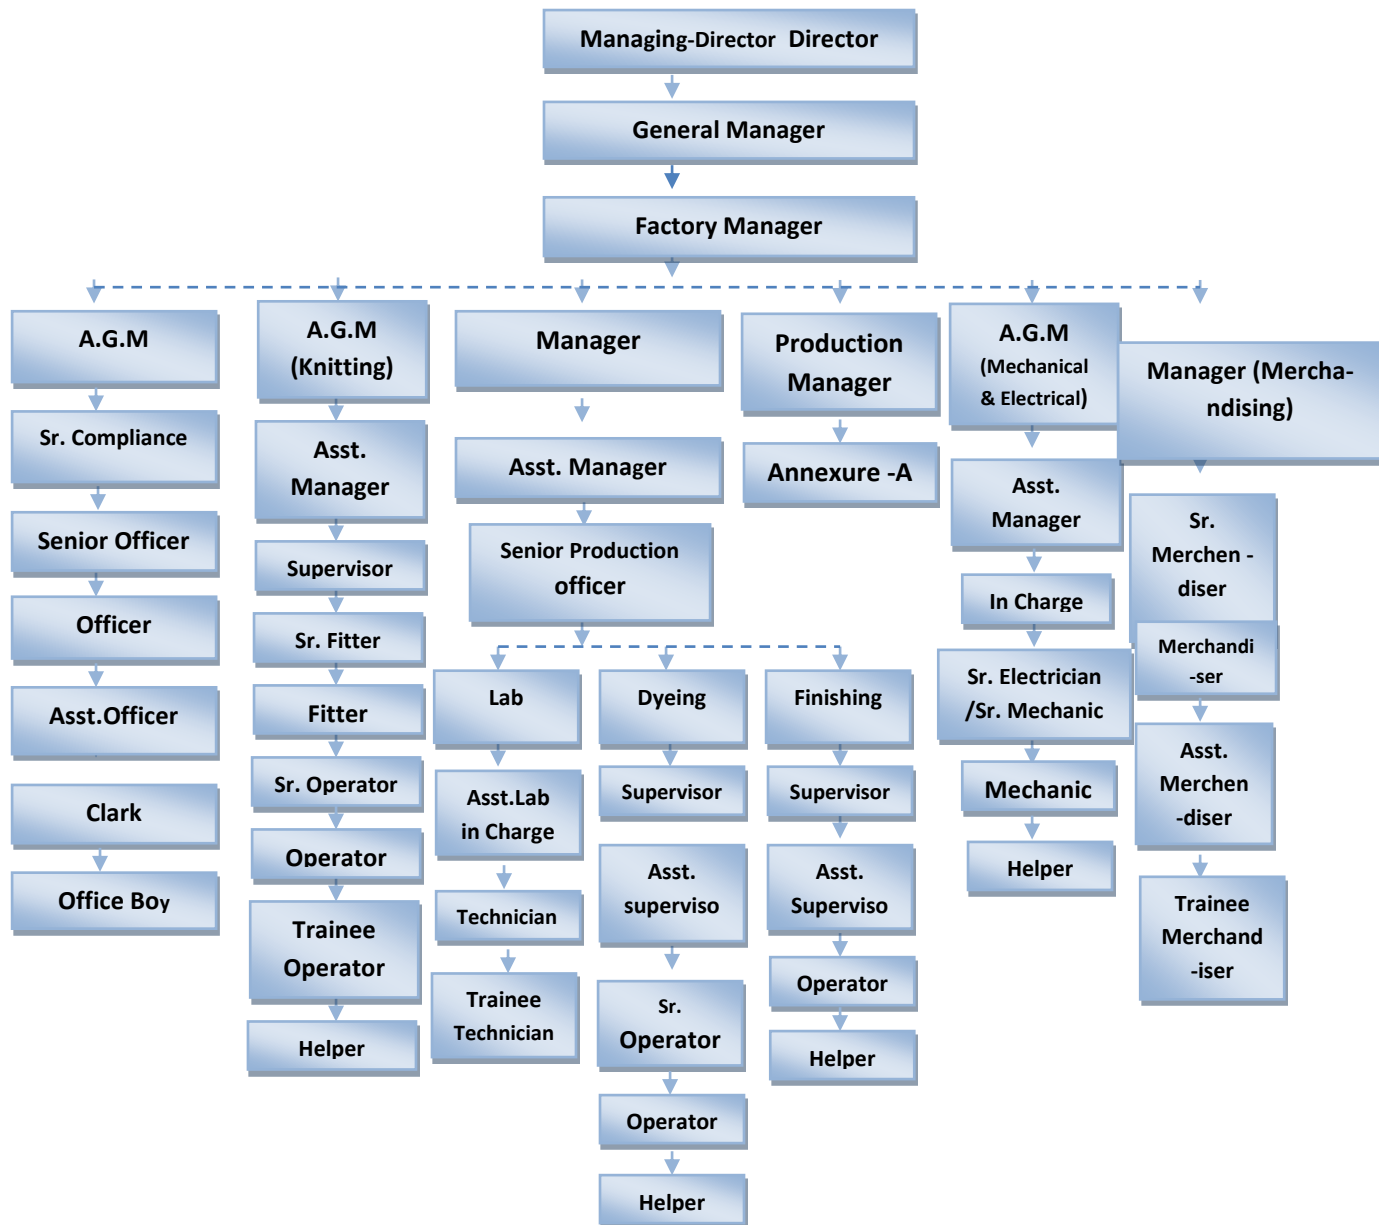 Managing-Director Director
General Manager
Factory Manager
A.G.M
Sr. Compliance
Senior Officer
Officer
Asst.Officer
Clark
Office Boy
A.G.M
(Knitting)
Asst.
Manager
Supervisor
Sr. Fitter
Fitter
Sr. Operator
Operator
Trainee
Operator
Helper
Manager
Asst. Manager
Senior Production
officer
Lab
Asst.Lab
in Charge
Technician
Trainee
Technician
Dyeing
Supervisor
Asst.
superviso
Sr.
Operator
Operator
Helper
Finishing
Supervisor
Asst.
Superviso
Operator
Helper
Production
Manager
Annexure -A
A.G.M
(Mechanical
& Electrical)
Asst.
Manager
In Charge
Sr. Electrician
/Sr. Mechanic
Mechanic
Helper
Manager (Mercha-
ndising)
Sr.
Merchen -
diser
Merchandi
-ser
Asst.
Merchen
-diser
Trainee
Merchand
-iser